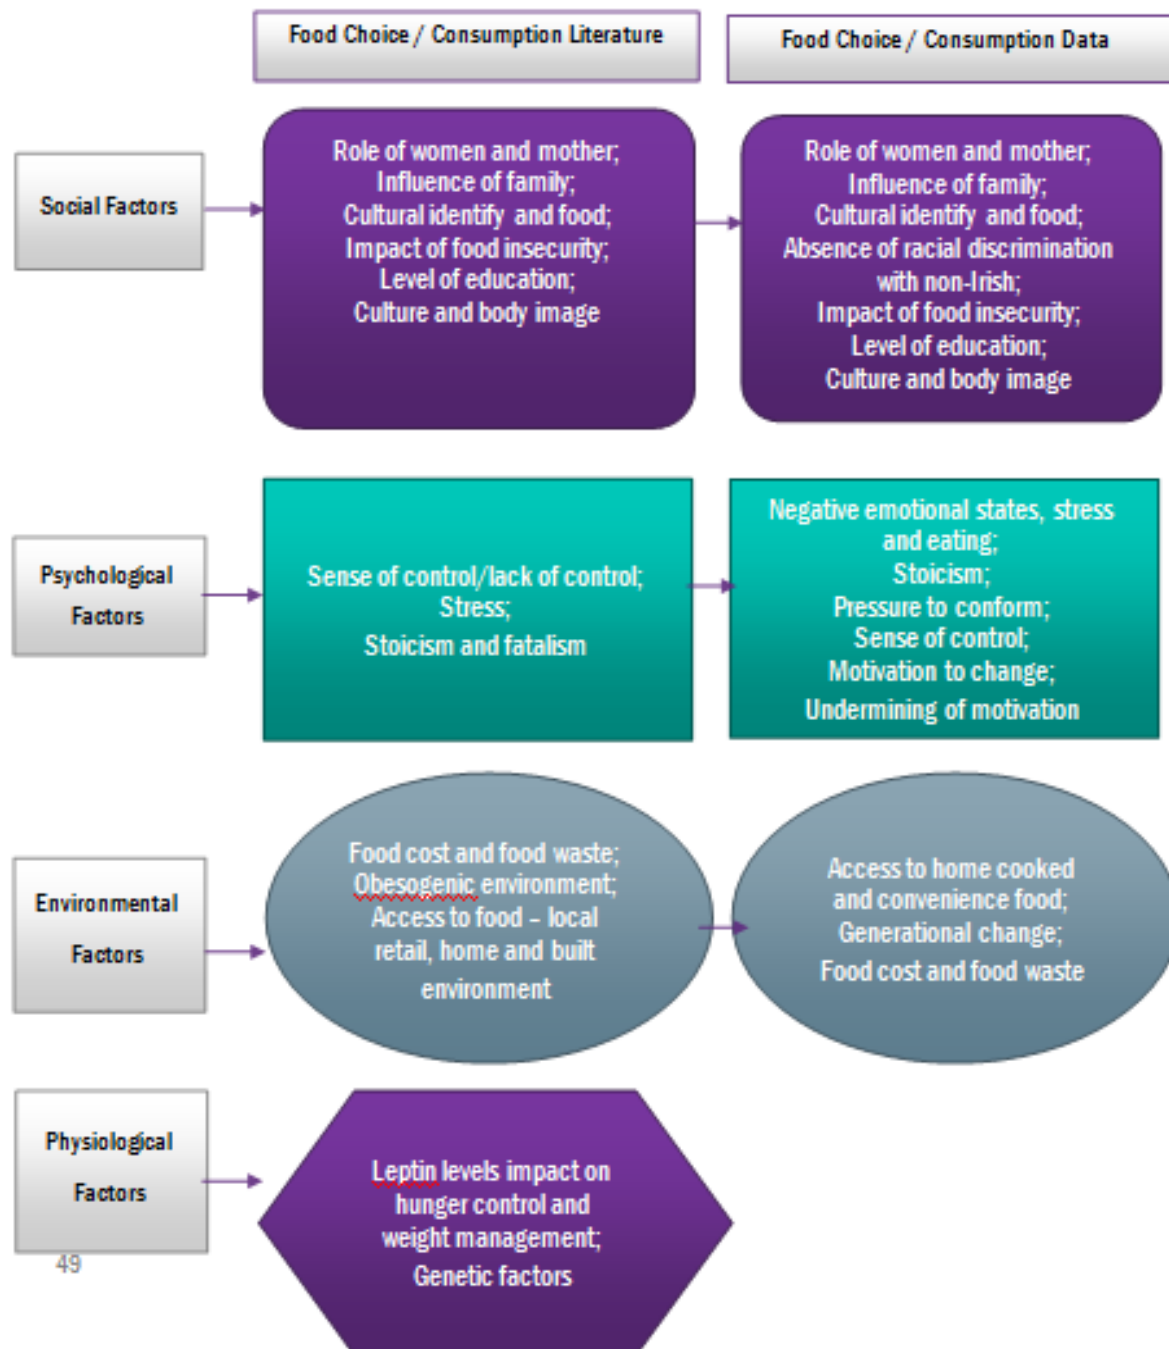 Food Choice / Consumption Literature
Food Choice / Consumption Data
Social Factors
Role of women and mother;
Influence of family;
Cultural identify and food;
Impact of food insecurity;
Level of education;
Culture and body image
Role of women and mother;
Influence of family;
Cultural identify and food;
Absence of racial discrimination
with non-Irish;
Impact of food insecurity;
Level of education;
Culture and body image
Psychological
Factors
Sense of control/lack of control;
Stress;
Stoicism and fatalism
Negative emotional states, stress
and eating;
Stoicism;
Pressure to conform;
Sense of control;
Motivation to change;
Undermining of motivation
Environmental
Factors
Food cost and food waste;
Obesogenic environment;
Access to food – local
retail, home and built
environment
Access to home cooked
and convenience food;
Generational change;
Food cost and food waste
Physiological
Factors
Leptin levels impact on
hunger control and
weight management;
Genetic factors
49